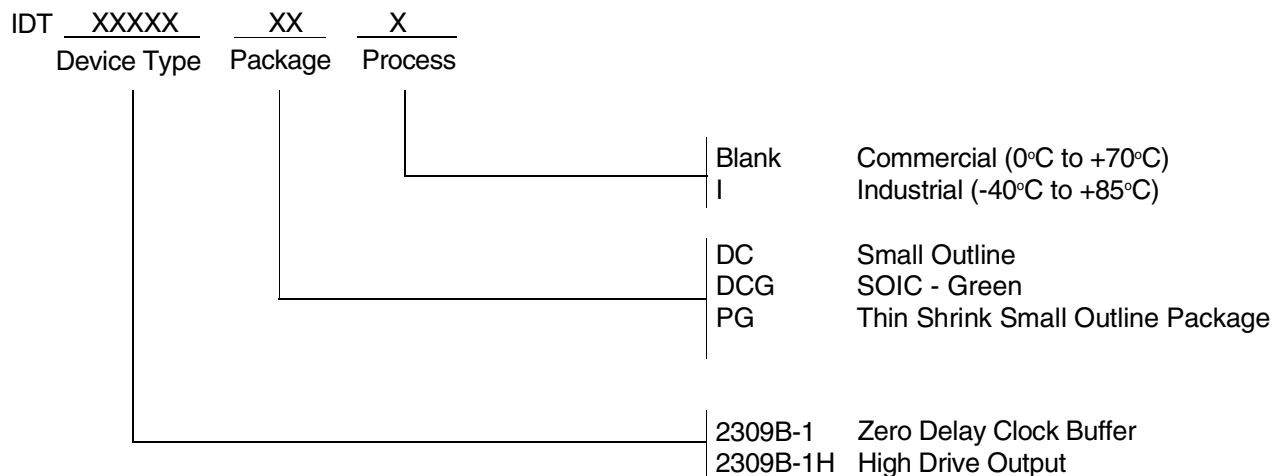 IDT XXXXX XX X
Device Type Package Process
Blank Commercial (0°C to +70°C)
I Industrial (-40°C to +85°C)
DC Small Outline
DCG SOIC - Green
PG Thin Shrink Small Outline Package
2309B-1 Zero Delay Clock Buffer
2309B-1H High Drive Output